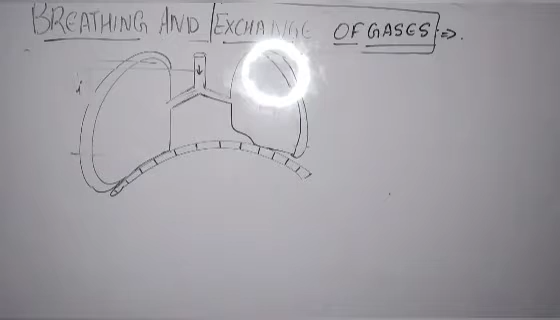 BREATHING AND EXCHANGE OF GASES ⇒.